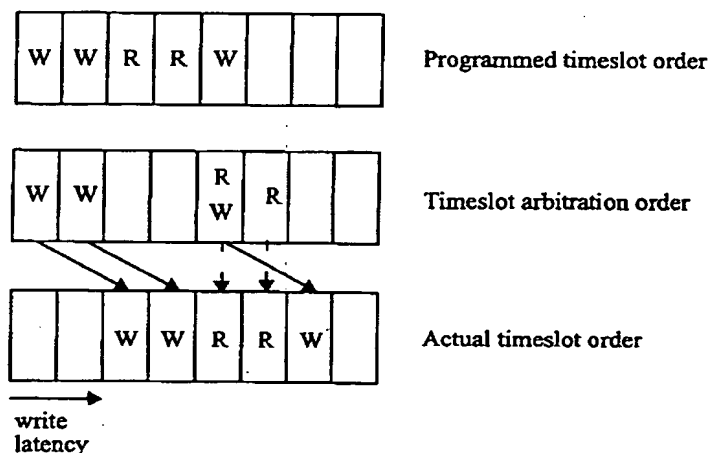 W W R R W
Programmed timeslot order
R
W W R
W
Timeslot arbitration order
W W R R W
Actual timeslot order
write
latency